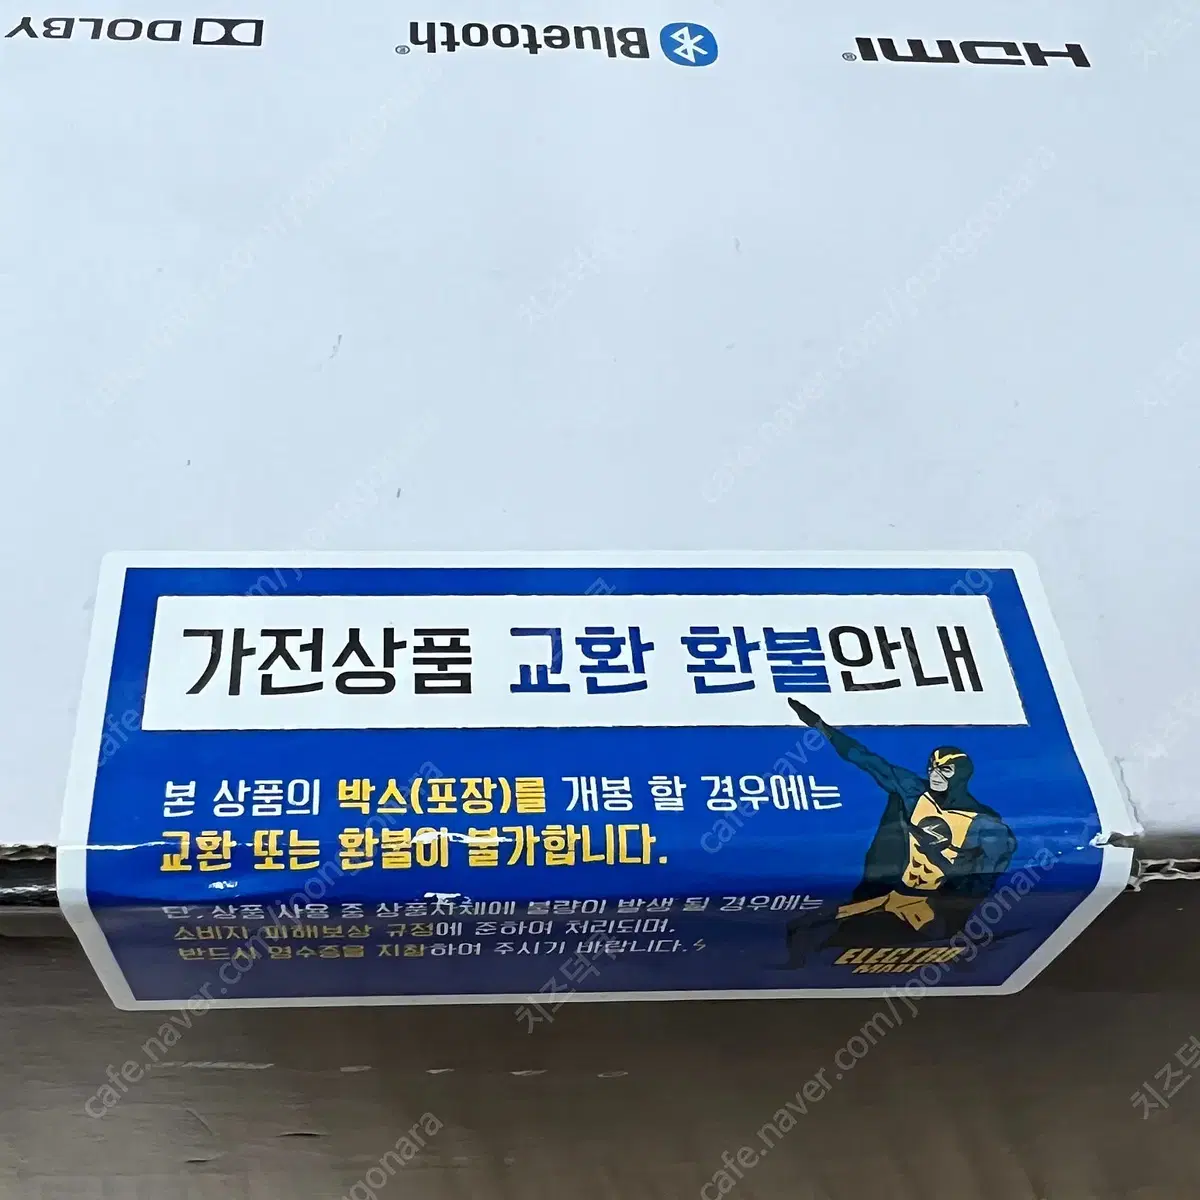 DOLBY
Bluetooth®
HDMI®
가전상품 교환 환불안내
본 상품의 박스(포장)를 개봉 할 경우에는
교환 또는 환불이 불가합니다.
단, 상품 사용 중 상품자체에 불량이 발생 될 경우에는
소비자 피해보상 규정에 준하여 처리되며,
반드시 영수증을 지참하여 주시기 바랍니다.
ELECTRO
MART
cafe.naver.com/joonggonara
치즈덕